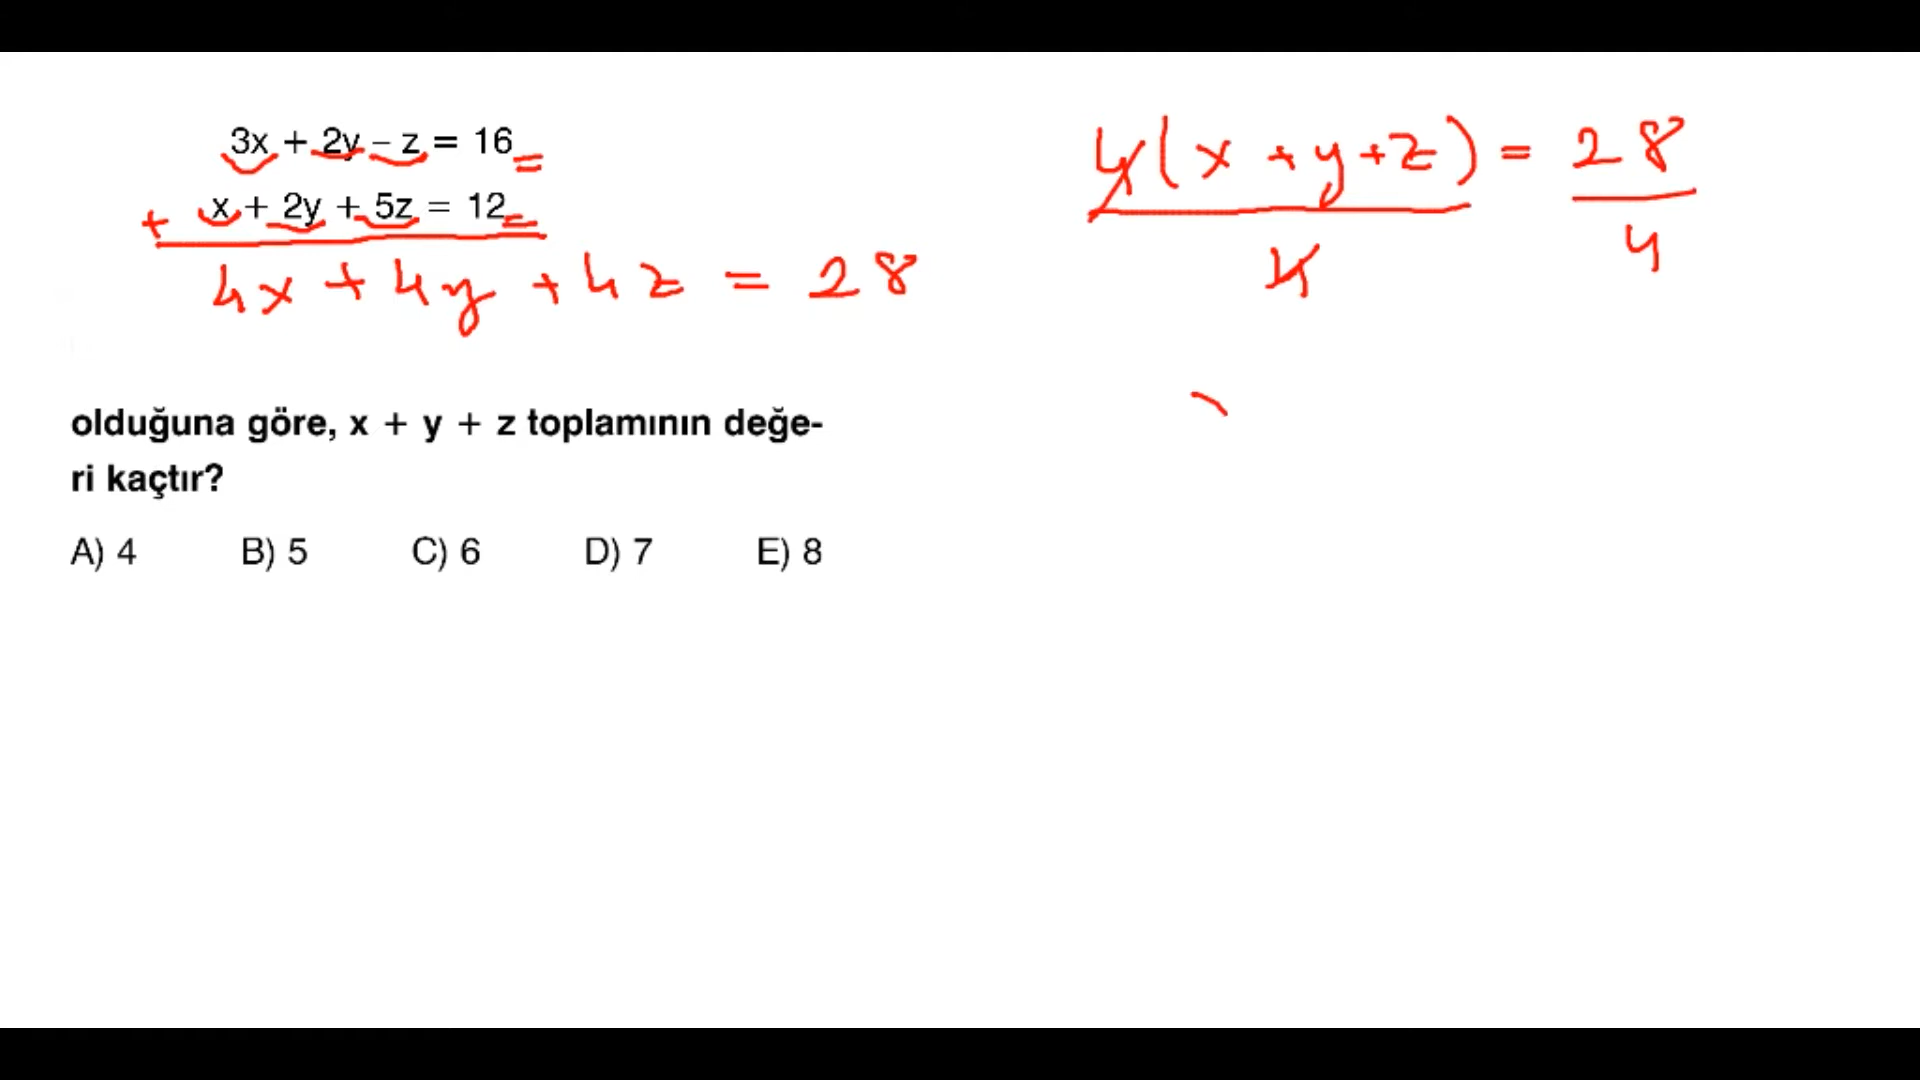 3x + 2y – z = 16
x + 2y + 5z = 12
+
4x + 4y + 4z = 28
olduğuna göre, x + y + z toplamının değe-
ri kaçtır?
A) 4 B) 5 C) 6 D) 7 E) 8
4(x + y + z) = 28
4 4